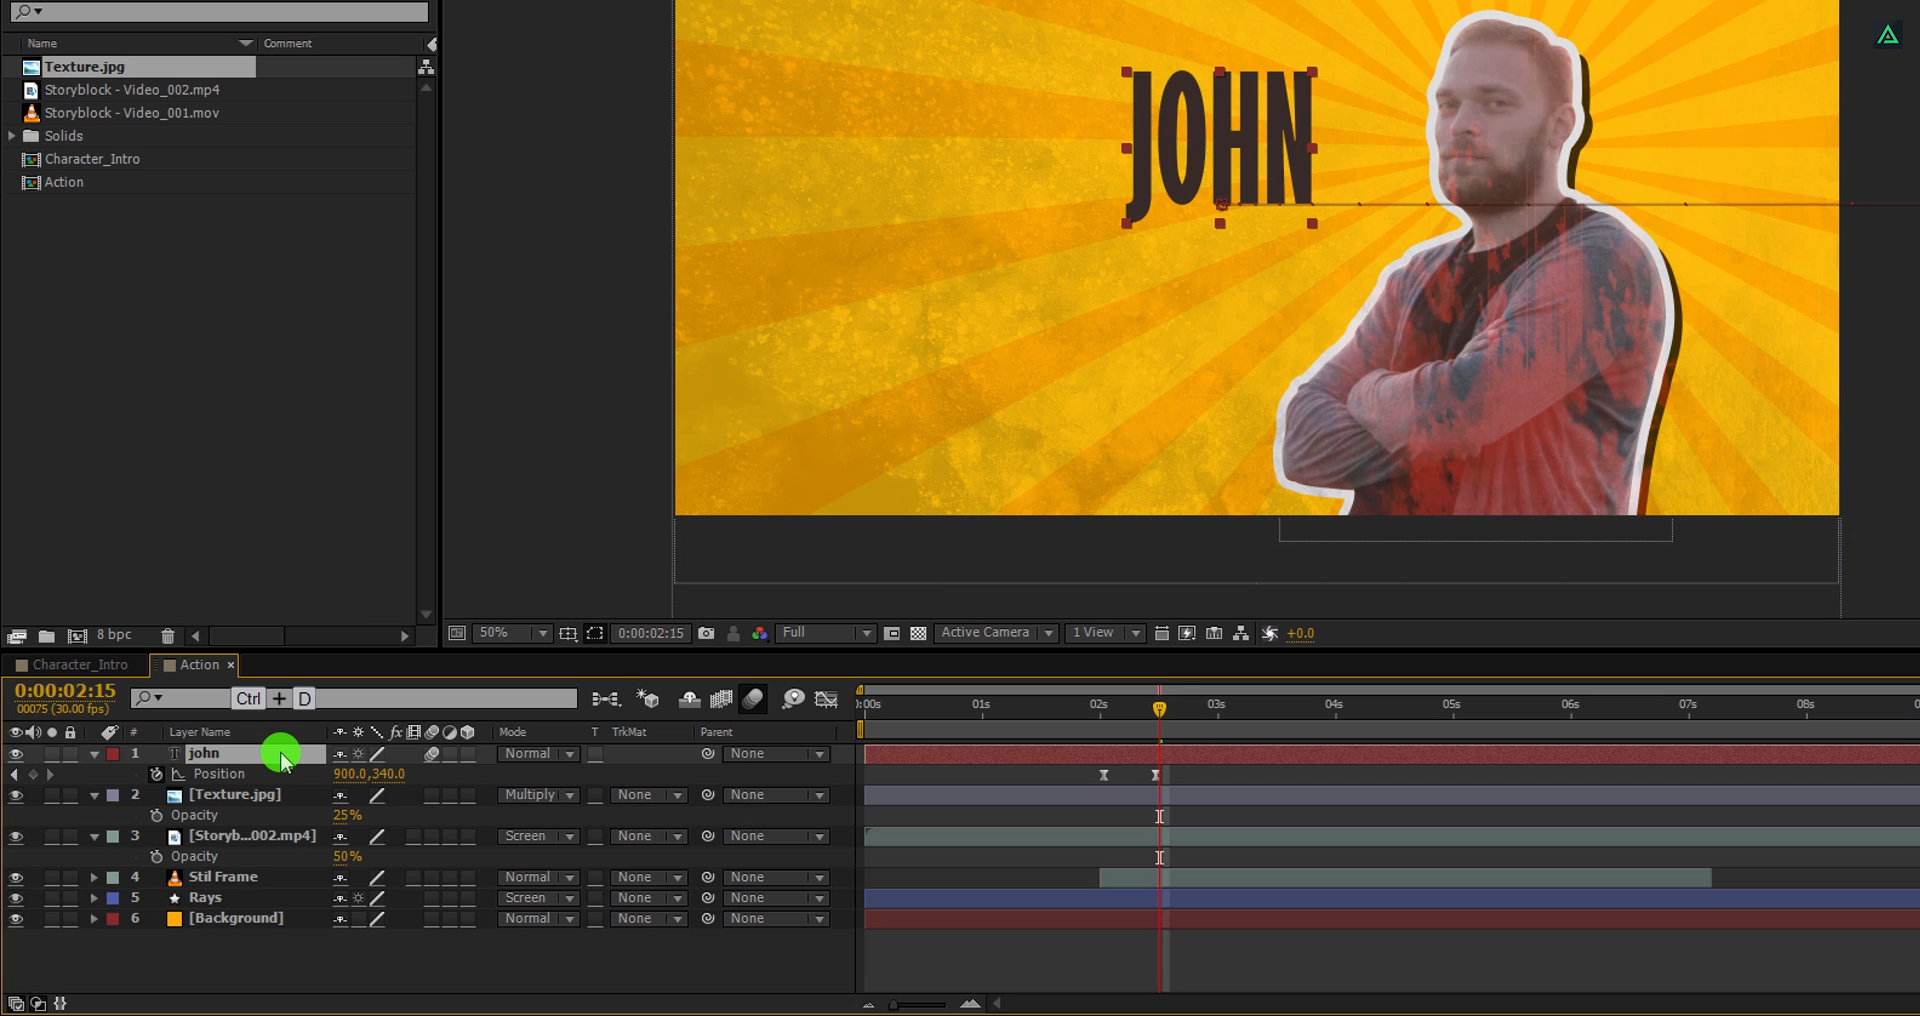 Name Comment
Texture.jpg
Storyblock - Video_002.mp4
Storyblock - Video_001.mov
Solids
Character_Intro
Action
JOHN
8 bpc
50% 0:00:02:15 Full Active Camera 1 View +0.0
Character_Intro Action ×
0:00:02:15
00075 (30.00 fps)
Ctrl + D
:00s 01s 02s 03s 04s 05s 06s 07s 08s
# Layer Name fx Mode T TrkMat Parent
1 T john Normal None
Position 900.0,340.0
2 [Texture.jpg] Multiply None None
Opacity 25%
3 [Storyb...002.mp4] Screen None None
Opacity 50%
4 Stil Frame Normal None None
5 Rays Screen None None
6 [Background] Normal None None